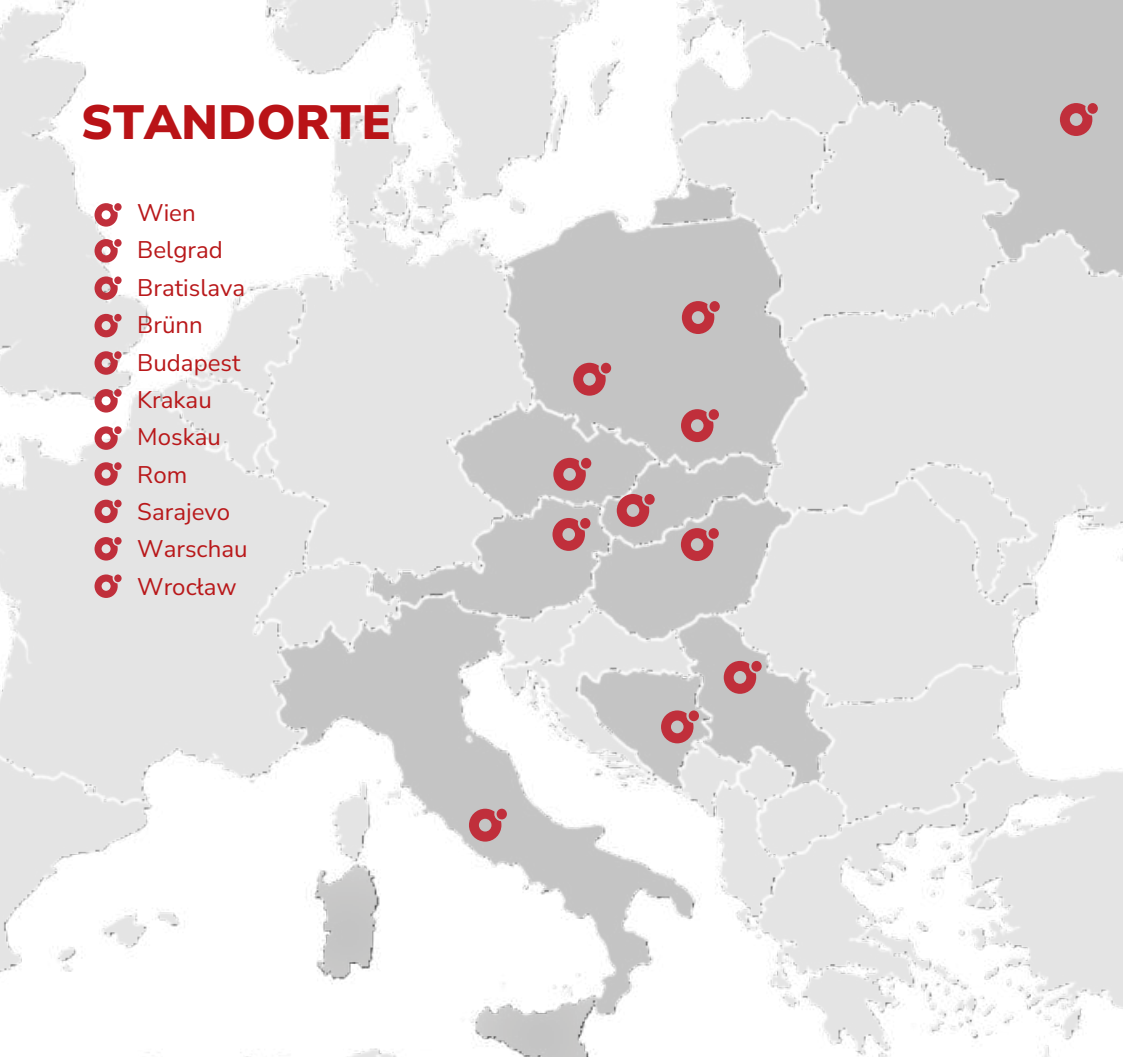 STANDORTE
Wien
Belgrad
Bratislava
Brünn
Budapest
Krakau
Moskau
Rom
Sarajevo
Warschau
Wrocław